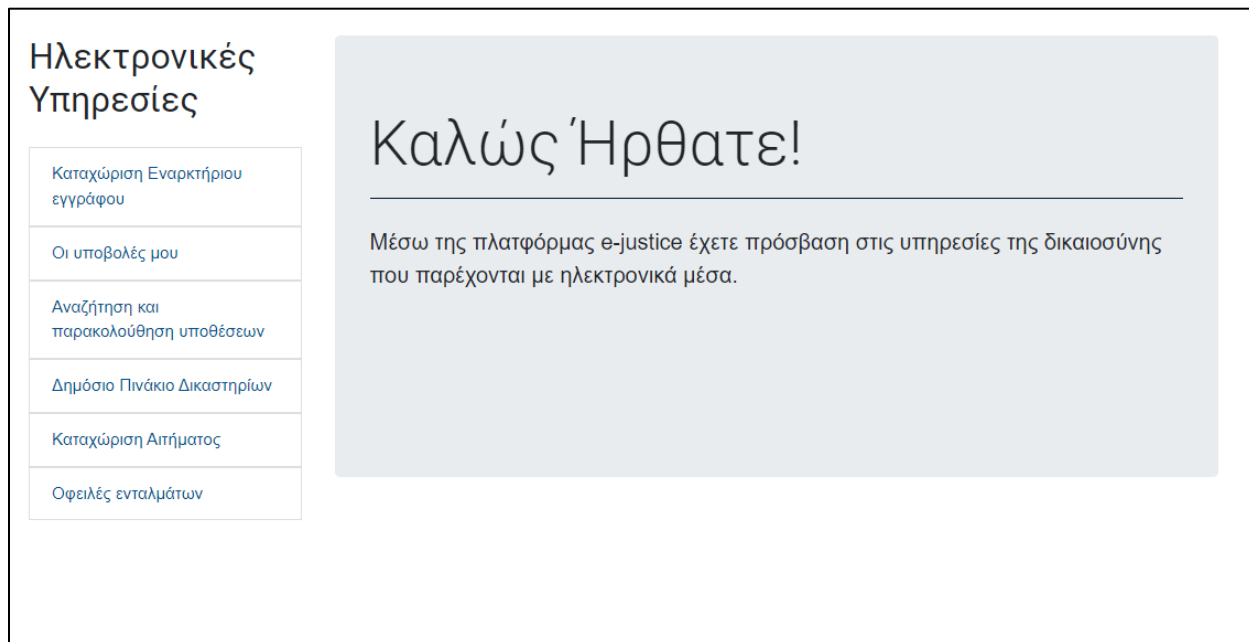 Ηλεκτρονικές
Υπηρεσίες
Καταχώριση Εναρκτήριου
εγγράφου
Οι υποβολές μου
Αναζήτηση και
παρακολούθηση υποθέσεων
Δημόσιο Πινάκιο Δικαστηρίων
Καταχώριση Αιτήματος
Οφειλές ενταλμάτων
Καλώς Ήρθατε!
Μέσω της πλατφόρμας e-justice έχετε πρόσβαση στις υπηρεσίες της δικαιοσύνης
που παρέχονται με ηλεκτρονικά μέσα.